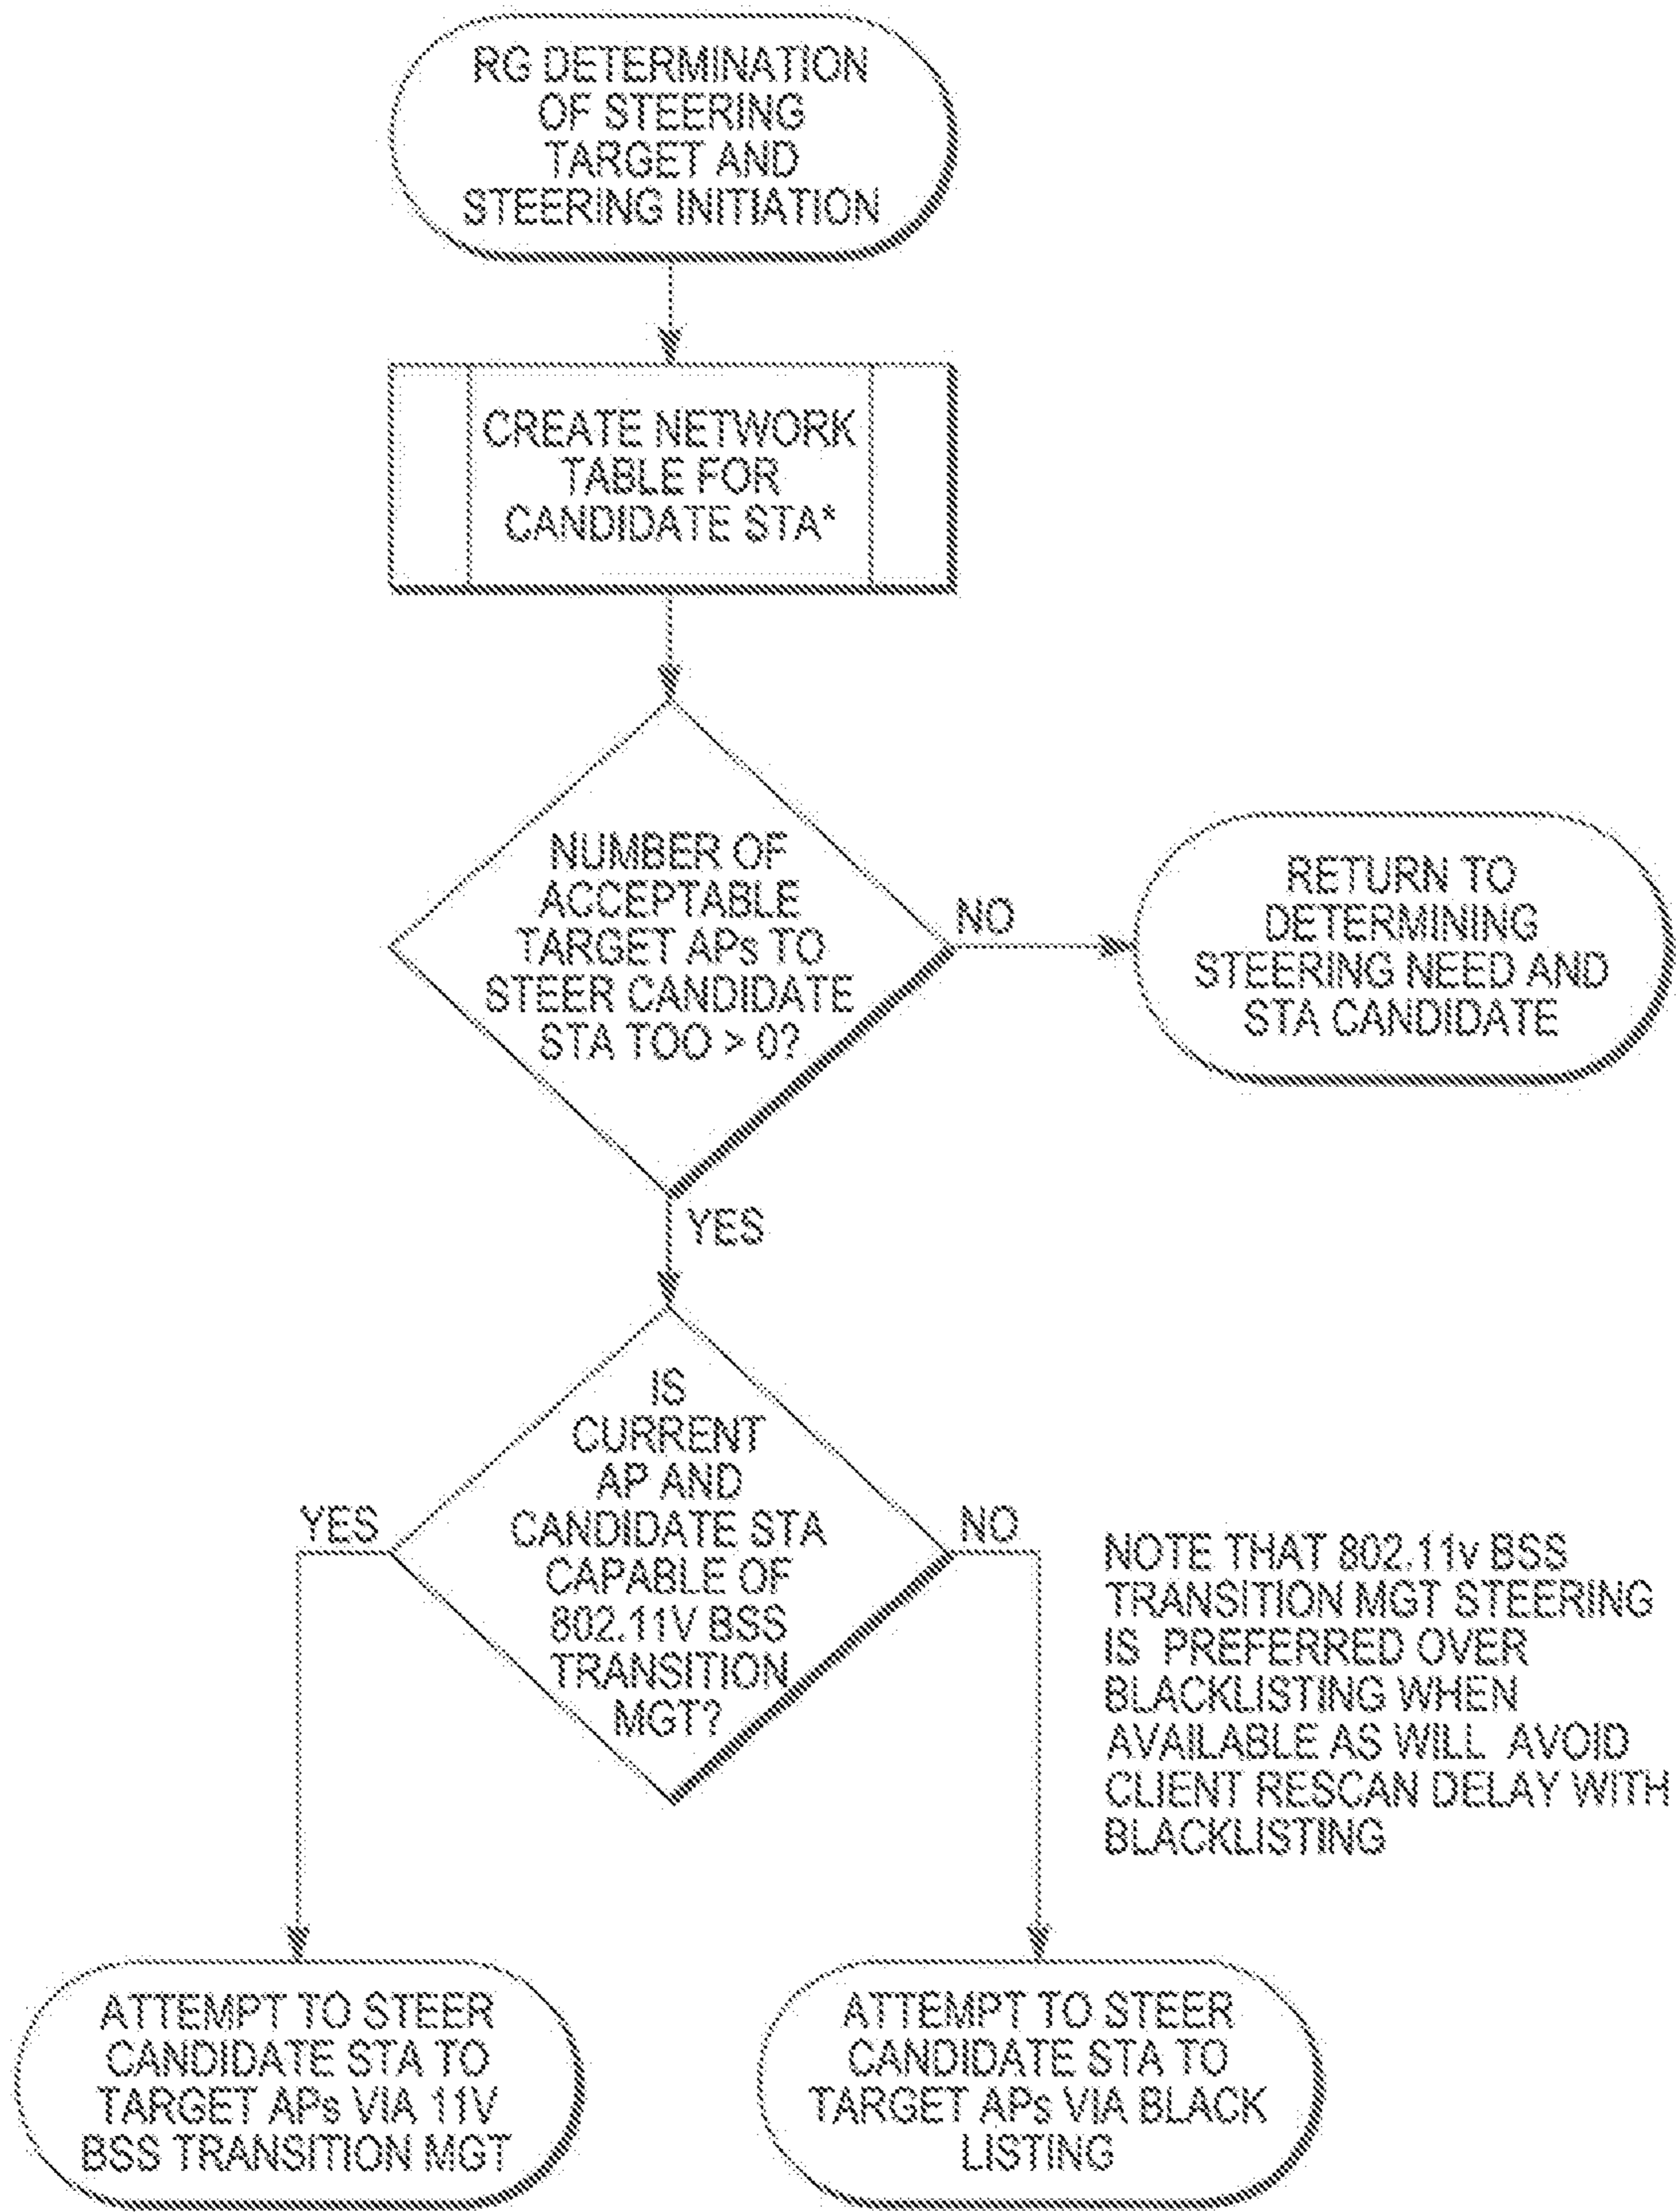 RG DETERMINATION
OF STEERING
TARGET AND
STEERING INITIATION
CREATE NETWORK
TABLE FOR
CANDIDATE STA*
NUMBER OF
ACCEPTABLE
TARGET APs TO
STEER CANDIDATE
STA TOO > 0?
NO
RETURN TO
DETERMINING
STEERING NEED AND
STA CANDIDATE
YES
IS
CURRENT
AP AND
CANDIDATE STA
CAPABLE OF
802.11V BSS
TRANSITION
MGT?
YES
NO
NOTE THAT 802.11v BSS
TRANSITION MGT STEERING
IS PREFERRED OVER
BLACKLISTING WHEN
AVAILABLE AS WILL AVOID
CLIENT RESCAN DELAY WITH
BLACKLISTING
ATTEMPT TO STEER
CANDIDATE STA TO
TARGET APs VIA 11V
BSS TRANSITION MGT
ATTEMPT TO STEER
CANDIDATE STA TO
TARGET APs VIA BLACK
LISTING